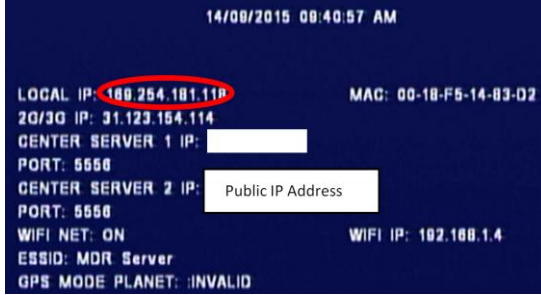 14/09/2015 09:40:57 AM
LOCAL IP: 169.254.181.118 MAC: 00-18-F5-14-83-D2
2G/3G IP: 31.123.154.114
CENTER SERVER 1 IP:
PORT: 5556
CENTER SERVER 2 IP: Public IP Address
PORT: 5556
WIFI NET: ON WIFI IP: 192.168.1.4
ESSID: MDR Server
GPS MODE PLANET: :INVALID